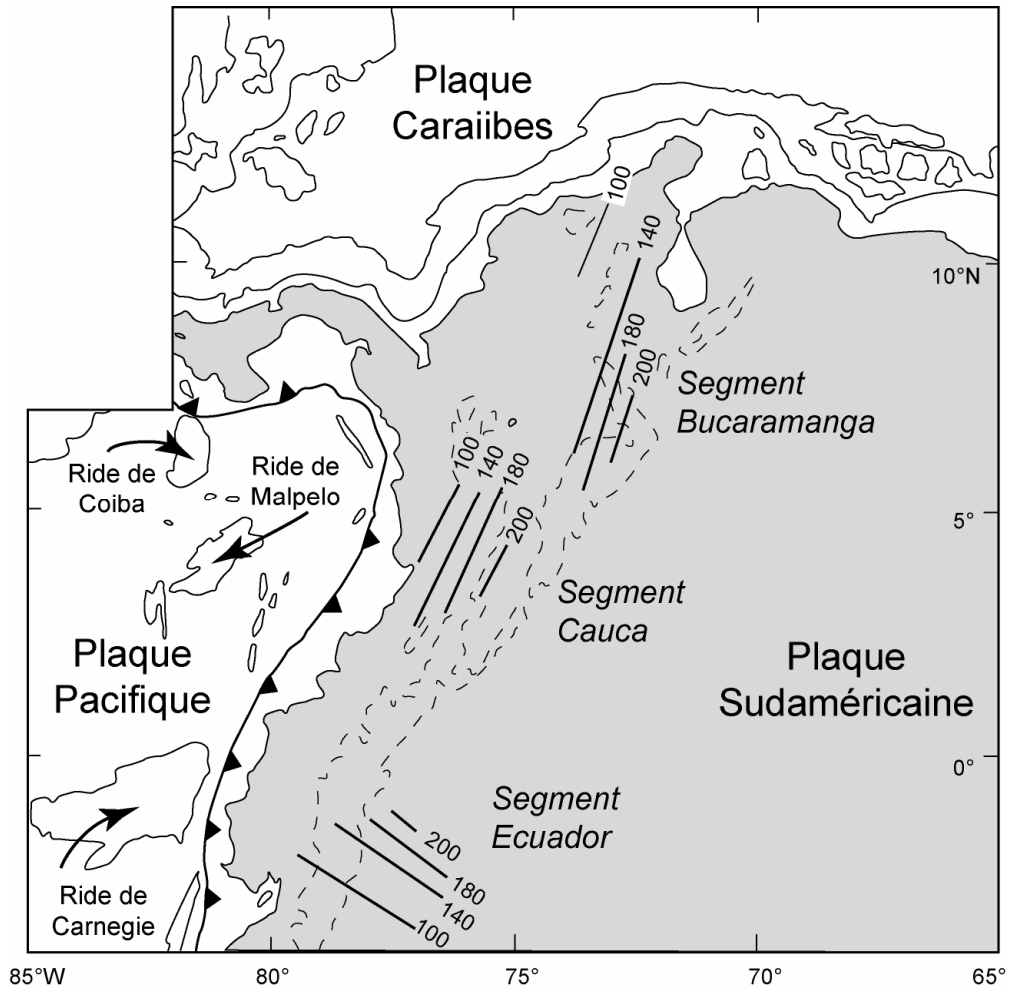 Plaque
Caraiibes
100
140
10°N
180
200
Segment
Bucaramanga
Ride de
Coiba
Ride de
Malpelo
100
140
180
200
5°
Segment
Cauca
Plaque
Pacifique
Plaque
Sudaméricaine
0°
Segment
Ecuador
200
180
140
100
Ride de
Carnegie
85°W
80°
75°
70°
65°